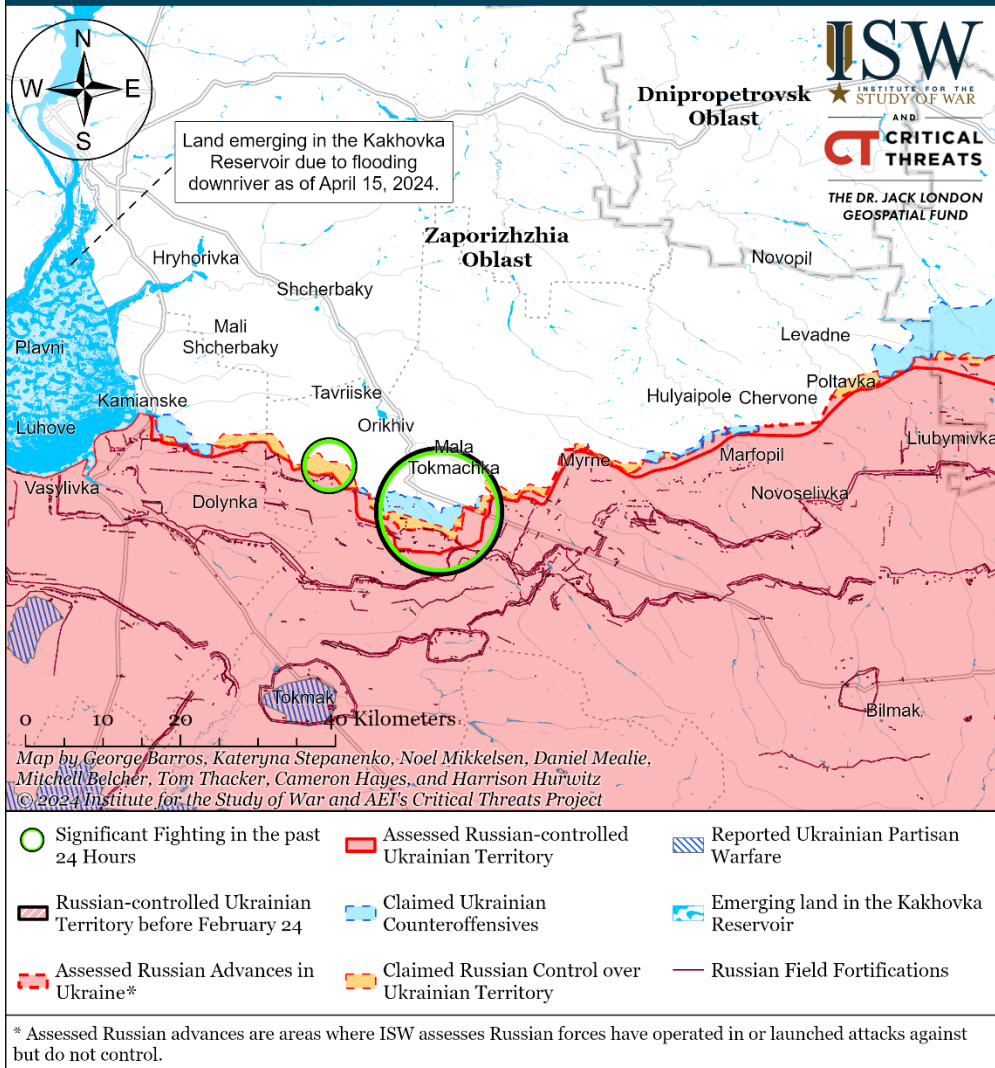 N
W E
S
ISW
INSTITUTE FOR THE
STUDY OF WAR
AND
CT CRITICAL
THREATS
THE DR. JACK LONDON
GEOSPATIAL FUND
Land emerging in the Kakhovka
Reservoir due to flooding
downriver as of April 15, 2024.
Dnipropetrovsk
Oblast
Zaporizhzhia
Oblast
Hryhorivka
Novopil
Shcherbaky
Mali
Shcherbaky
Levadne
Plavni
Tavriiske
Poltavka
Kamianske
Hulyaipole
Chervone
Luhove
Orikhiv
Mala
Tokmachka
Myrne
Marfopil
Liubymivka
Vasylivka
Dolynka
Novoselivka
Tokmak
Bilmak
0 10 20 40 Kilometers
Map by George Barros, Kateryna Stepanenko, Noel Mikkelsen, Daniel Mealie,
Mitchell Belcher, Tom Thacker, Cameron Hayes, and Harrison Hurwitz
© 2024 Institute for the Study of War and AEI's Critical Threats Project
Significant Fighting in the past
24 Hours
Assessed Russian-controlled
Ukrainian Territory
Reported Ukrainian Partisan
Warfare
Russian-controlled Ukrainian
Territory before February 24
Claimed Ukrainian
Counteroffensives
Emerging land in the Kakhovka
Reservoir
Assessed Russian Advances in
Ukraine*
Claimed Russian Control over
Ukrainian Territory
Russian Field Fortifications
* Assessed Russian advances are areas where ISW assesses Russian forces have operated in or launched attacks against
but do not control.